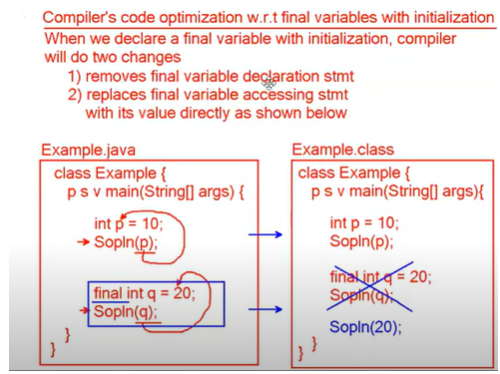 Compiler's code optimization w.r.t final variables with initialization
When we declare a final variable with initialization, compiler
will do two changes
1) removes final variable declaration stmt
2) replaces final variable accessing stmt
with its value directly as shown below
Example.java
class Example {
p s v main(String[] args) {
int p = 10;
Sopln(p);
final int q = 20;
Sopln(q);
}
}
Example.class
class Example {
p s v main(String[] args){
int p = 10;
Sopln(p);
final int q = 20;
Sopln(q);
Sopln(20);
}
}